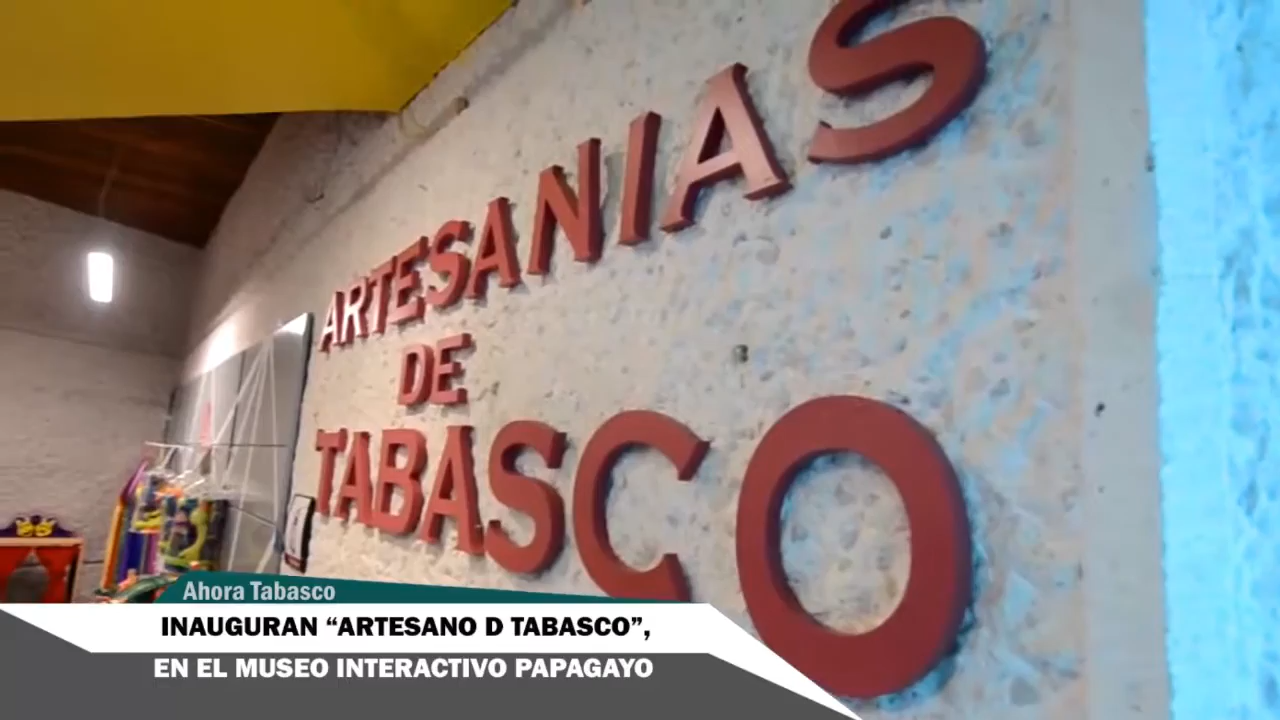 ARTESANIAS
DE
TABASCO
Ahora Tabasco
INAUGURAN “ARTESANO D TABASCO”,
EN EL MUSEO INTERACTIVO PAPAGAYO